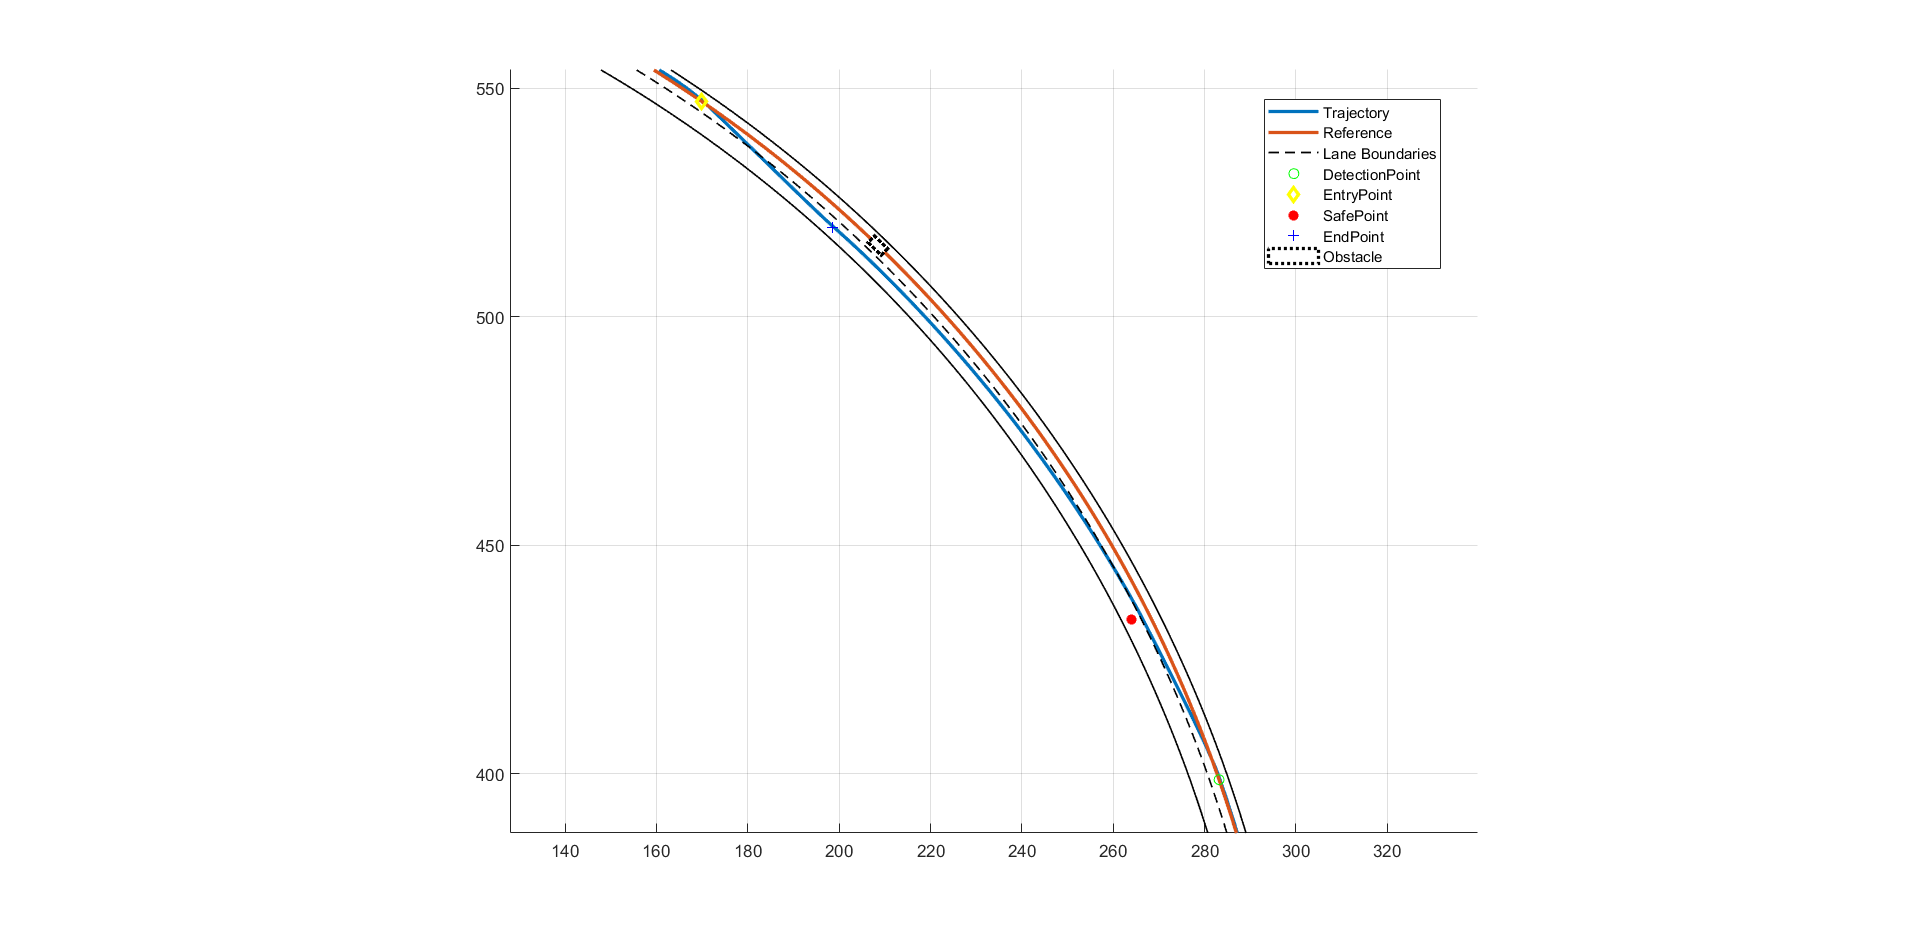 550
500
450
400
140 160 180 200 220 240 260 280 300 320
Trajectory
Reference
Lane Boundaries
DetectionPoint
EntryPoint
SafePoint
EndPoint
Obstacle